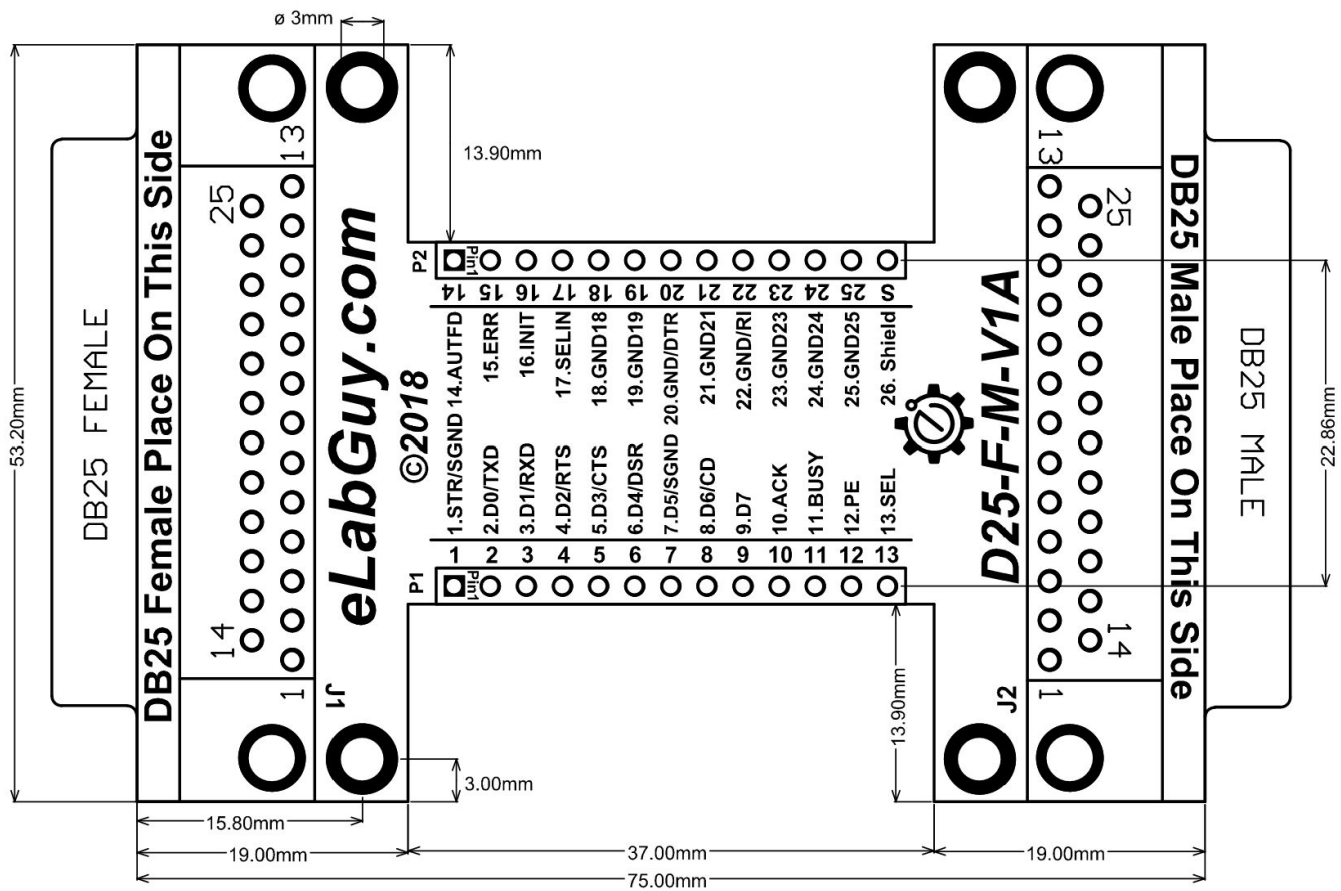 ø 3mm
13.90mm
53.20mm
DB25 FEMALE
DB25 Female Place On This Side
25
13
14
1
J1
eLabGuy.com
©2018
P2
Pin1
14 15 16 17 18 19 20 21 22 23 24 25 S
14.AUTFD
15.ERR
16.INIT
17.SELIN
18.GND18
19.GND19
20.GND/DTR
21.GND21
22.GND/RI
23.GND23
24.GND24
25.GND25
26. Shield
1.STR/SGND
2.D0/TXD
3.D1/RXD
4.D2/RTS
5.D3/CTS
6.D4/DSR
7.D5/SGND
8.D6/CD
9.D7
10.ACK
11.BUSY
12.PE
13.SEL
1 2 3 4 5 6 7 8 9 10 11 12 13
P1
Pin1
D25-F-M-V1A
J2
13
25
14
1
DB25 Male Place On This Side
DB25 MALE
22.86mm
13.90mm
3.00mm
15.80mm
19.00mm
37.00mm
19.00mm
75.00mm